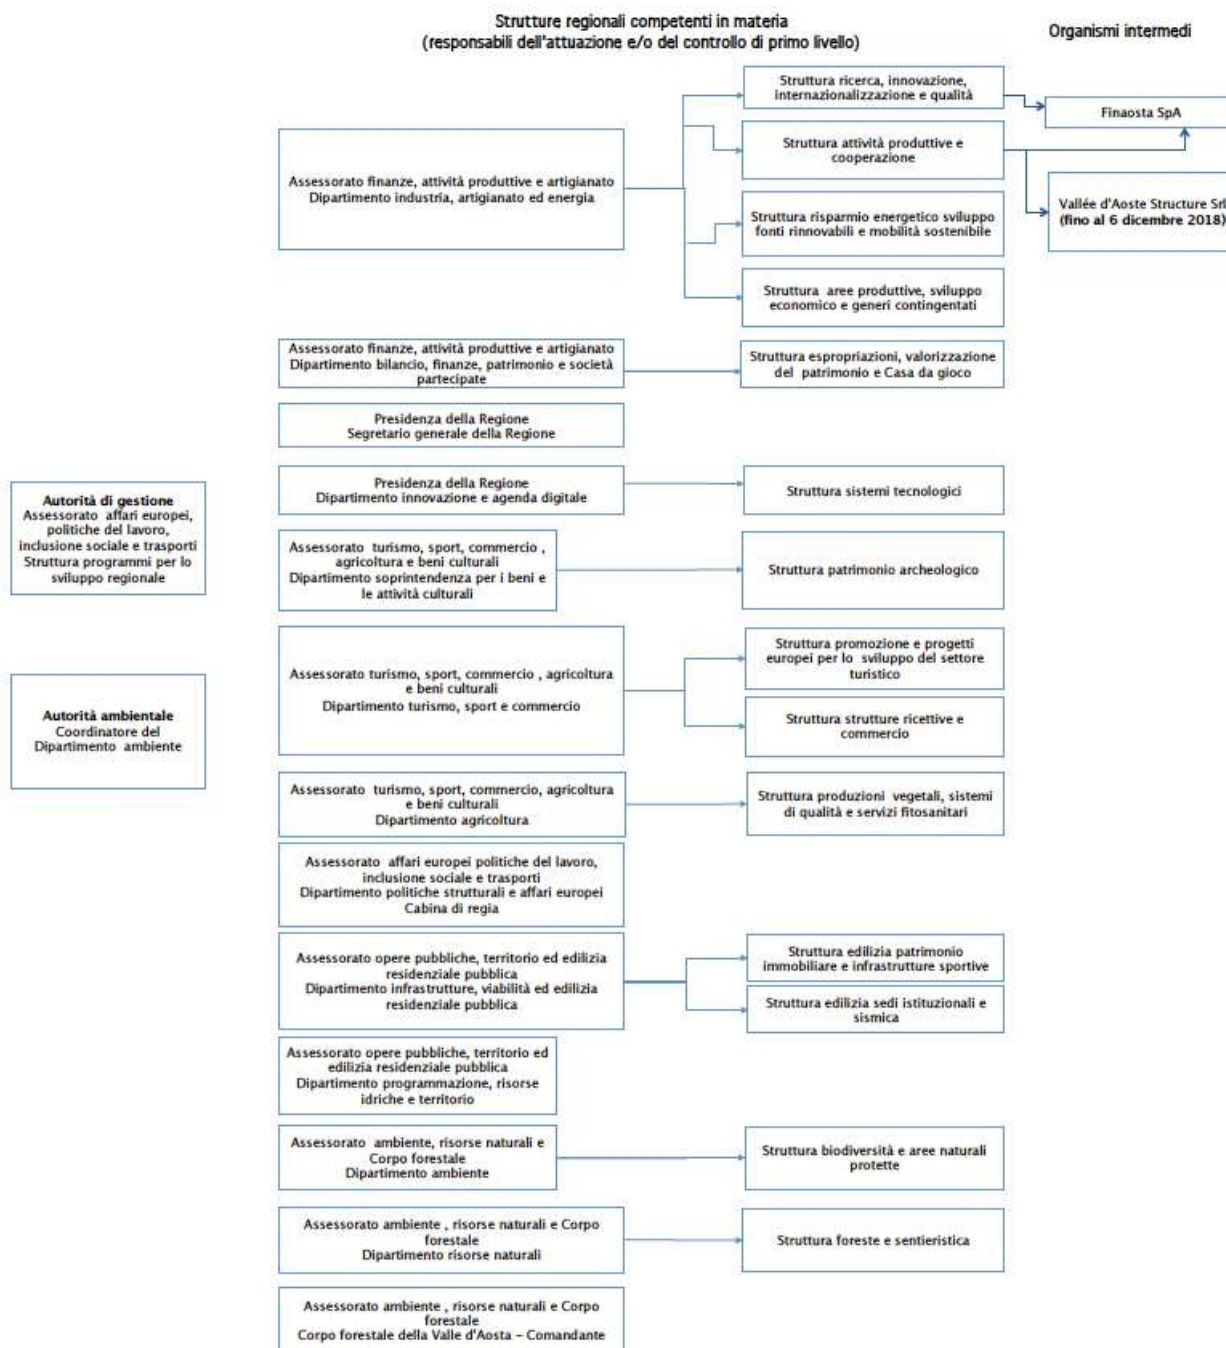 Strutture regionali competenti in materia
(responsabili dell'attuazione e/o del controllo di primo livello)
Organismi intermedi
Autorità di gestione
Assessorato affari europei,
politiche del lavoro,
inclusione sociale e trasporti
Struttura programmi per lo
sviluppo regionale
Autorità ambientale
Coordinatore del
Dipartimento ambiente
Assessorato finanze, attività produttive e artigianato
Dipartimento industria, artigianato ed energia
Struttura ricerca, innovazione,
internazionalizzazione e qualità
Struttura attività produttive e
cooperazione
Struttura risparmio energetico sviluppo
fonti rinnovabili e mobilità sostenibile
Struttura aree produttive, sviluppo
economico e generi contingentati
Finaosta SpA
Vallée d'Aoste Structure Srl
(fino al 6 dicembre 2018)
Assessorato finanze, attività produttive e artigianato
Dipartimento bilancio, finanze, patrimonio e società
partecipate
Struttura espropriazioni, valorizzazione
del patrimonio e Casa da gioco
Presidenza della Regione
Segretario generale della Regione
Presidenza della Regione
Dipartimento innovazione e agenda digitale
Struttura sistemi tecnologici
Assessorato turismo, sport, commercio ,
agricoltura e beni culturali
Dipartimento soprintendenza per i beni e
le attività culturali
Struttura patrimonio archeologico
Assessorato turismo, sport, commercio , agricoltura
e beni culturali
Dipartimento turismo, sport e commercio
Struttura promozione e progetti
europei per lo sviluppo del settore
turistico
Struttura strutture ricettive e
commercio
Assessorato turismo, sport, commercio, agricoltura
e beni culturali
Dipartimento agricoltura
Struttura produzioni vegetali, sistemi
di qualità e servizi fitosanitari
Assessorato affari europei politiche del lavoro,
inclusione sociale e trasporti
Dipartimento politiche strutturali e affari europei
Cabina di regia
Assessorato opere pubbliche, territorio ed edilizia
residenziale pubblica
Dipartimento infrastrutture, viabilità ed edilizia
residenziale pubblica
Struttura edilizia patrimonio
immobiliare e infrastrutture sportive
Struttura edilizia sedi istituzionali e
sismica
Assessorato opere pubbliche, territorio ed
edilizia residenziale pubblica
Dipartimento programmazione, risorse
idriche e territorio
Assessorato ambiente, risorse naturali e
Corpo forestale
Dipartimento ambiente
Struttura biodiversità e aree naturali
protette
Assessorato ambiente , risorse naturali e Corpo
forestale
Dipartimento risorse naturali
Struttura foreste e sentieristica
Assessorato ambiente , risorse naturali e Corpo
forestale
Corpo forestale della Valle d'Aosta – Comandante